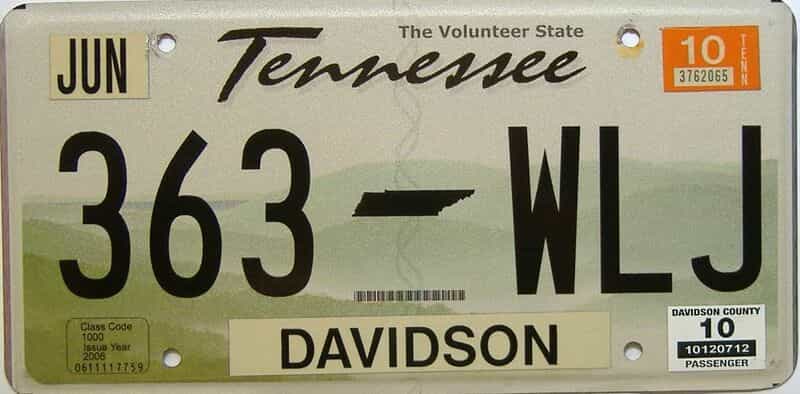 The Volunteer State
JUN
Tennessee
10
TENN
3762065
363 WLJ
Class Code
1000
Issue Year
2006
0611117759
DAVIDSON
DAVIDSON COUNTY
10
10120712
PASSENGER